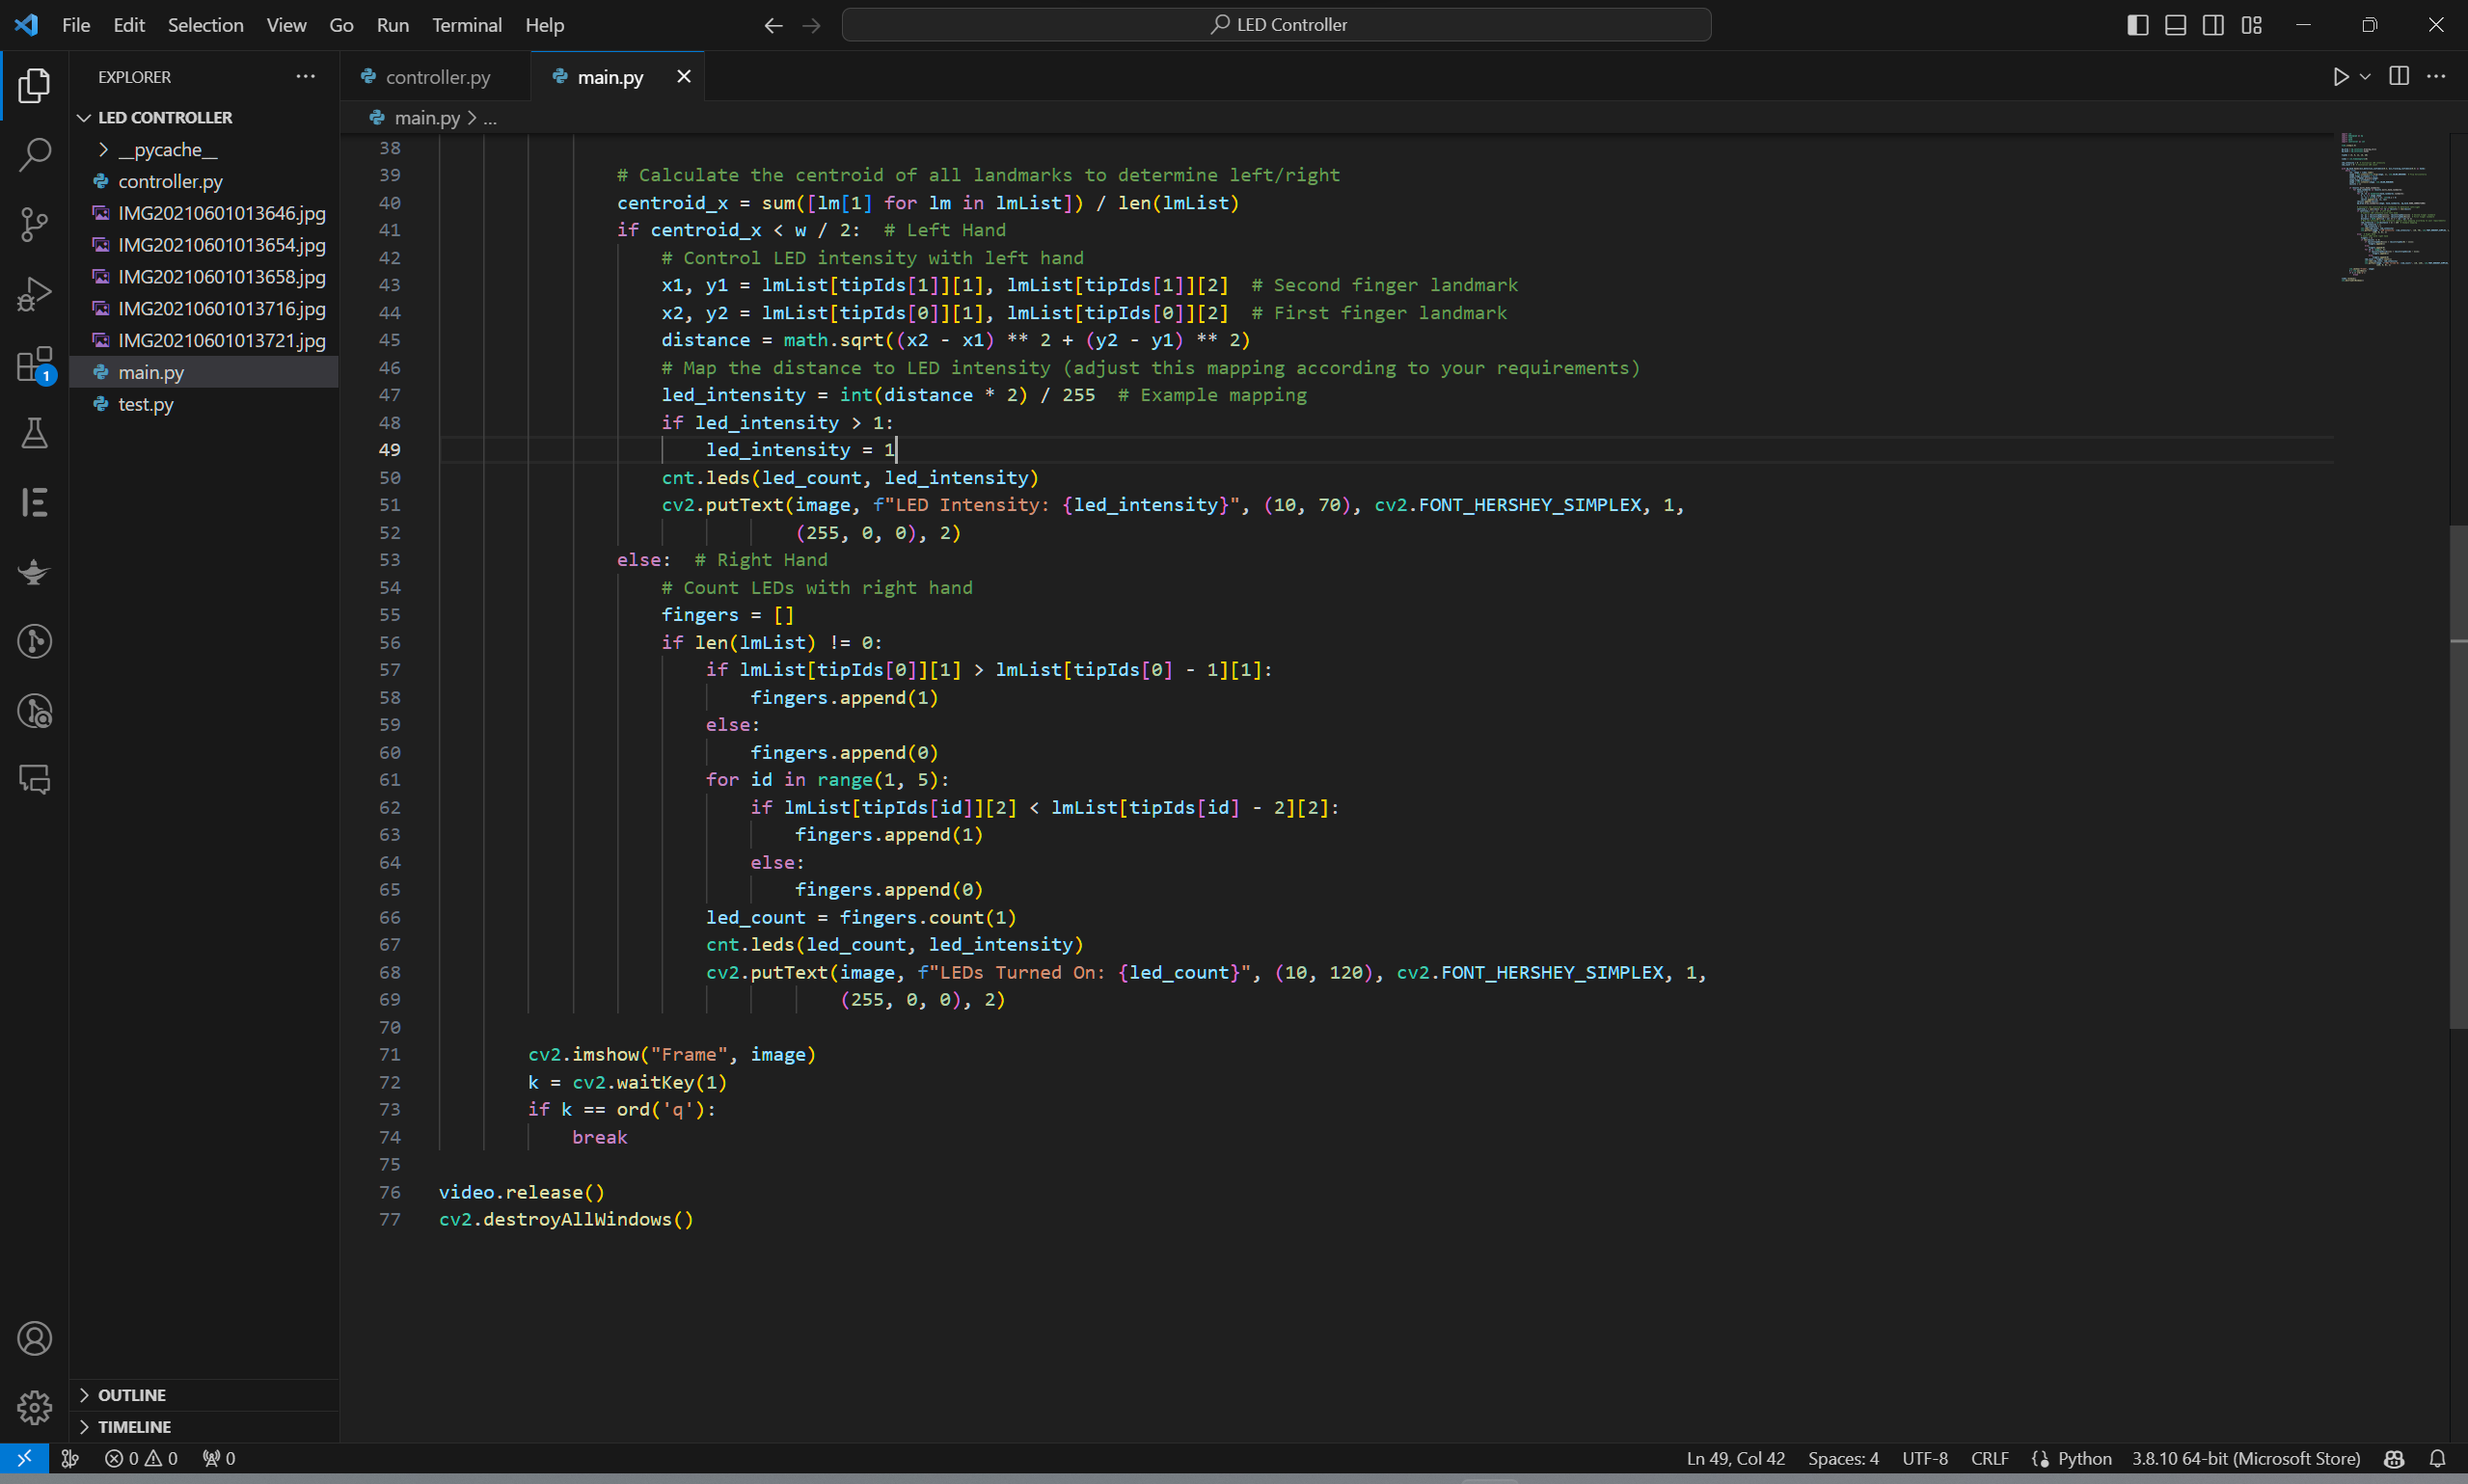 File Edit Selection View Go Run Terminal Help
LED Controller
EXPLORER
LED CONTROLLER
__pycache__
controller.py
IMG20210601013646.jpg
IMG20210601013654.jpg
IMG20210601013658.jpg
IMG20210601013716.jpg
IMG20210601013721.jpg
main.py
test.py
OUTLINE
TIMELINE
1
controller.py main.py
main.py > ...
38
39 # Calculate the centroid of all landmarks to determine left/right
40 centroid_x = sum([lm[1] for lm in lmList]) / len(lmList)
41 if centroid_x < w / 2:  # Left Hand
42 # Control LED intensity with left hand
43 x1, y1 = lmList[tipIds[1]][1], lmList[tipIds[1]][2]  # Second finger landmark
44 x2, y2 = lmList[tipIds[0]][1], lmList[tipIds[0]][2]  # First finger landmark
45 distance = math.sqrt((x2 - x1) ** 2 + (y2 - y1) ** 2)
46 # Map the distance to LED intensity (adjust this mapping according to your requirements)
47 led_intensity = int(distance * 2) / 255  # Example mapping
48 if led_intensity > 1:
49 led_intensity = 1
50 cnt.leds(led_count, led_intensity)
51 cv2.putText(image, f"LED Intensity: {led_intensity}", (10, 70), cv2.FONT_HERSHEY_SIMPLEX, 1,
52 (255, 0, 0), 2)
53 else:  # Right Hand
54 # Count LEDs with right hand
55 fingers = []
56 if len(lmList) != 0:
57 if lmList[tipIds[0]][1] > lmList[tipIds[0] - 1][1]:
58 fingers.append(1)
59 else:
60 fingers.append(0)
61 for id in range(1, 5):
62 if lmList[tipIds[id]][2] < lmList[tipIds[id] - 2][2]:
63 fingers.append(1)
64 else:
65 fingers.append(0)
66 led_count = fingers.count(1)
67 cnt.leds(led_count, led_intensity)
68 cv2.putText(image, f"LEDs Turned On: {led_count}", (10, 120), cv2.FONT_HERSHEY_SIMPLEX, 1,
69 (255, 0, 0), 2)
70
71 cv2.imshow("Frame", image)
72 k = cv2.waitKey(1)
73 if k == ord('q'):
74 break
75
76 video.release()
77 cv2.destroyAllWindows()
0 0 0 Ln 49, Col 42 Spaces: 4 UTF-8 CRLF Python 3.8.10 64-bit (Microsoft Store)